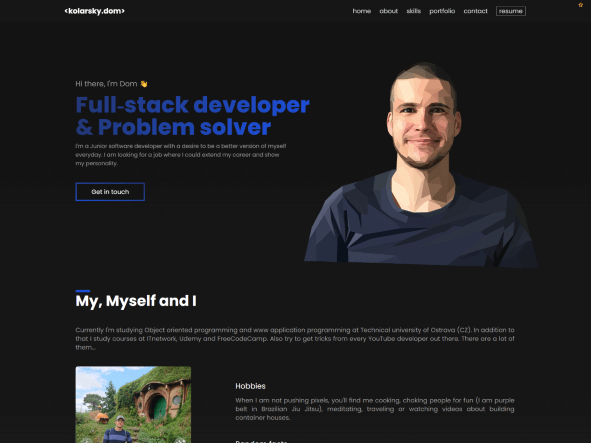 <kolarsky.dom>
home about skills portfolio contact resume
Hi there, I'm Dom 👋
Full-stack developer
& Problem solver
I'm a Junior software developer with a desire to be a better version of myself
everyday. I am looking for a job where I could extend my career and show
my personality.
Get in touch
My, Myself and I
Currently I'm studying Object oriented programming and www application programming at Technical university of Ostrava (CZ). In addition to
that I study courses at ITnetwork, Udemy and FreeCodeCamp. Also try to get tricks from every YouTube developer out there. There are a lot of
them...
Hobbies
When I am not pushing pixels, you'll find me cooking, choking people for fun (I am purple
belt in Brazilian Jiu Jitsu), meditating, traveling or watching videos about building
container houses.
Random facts